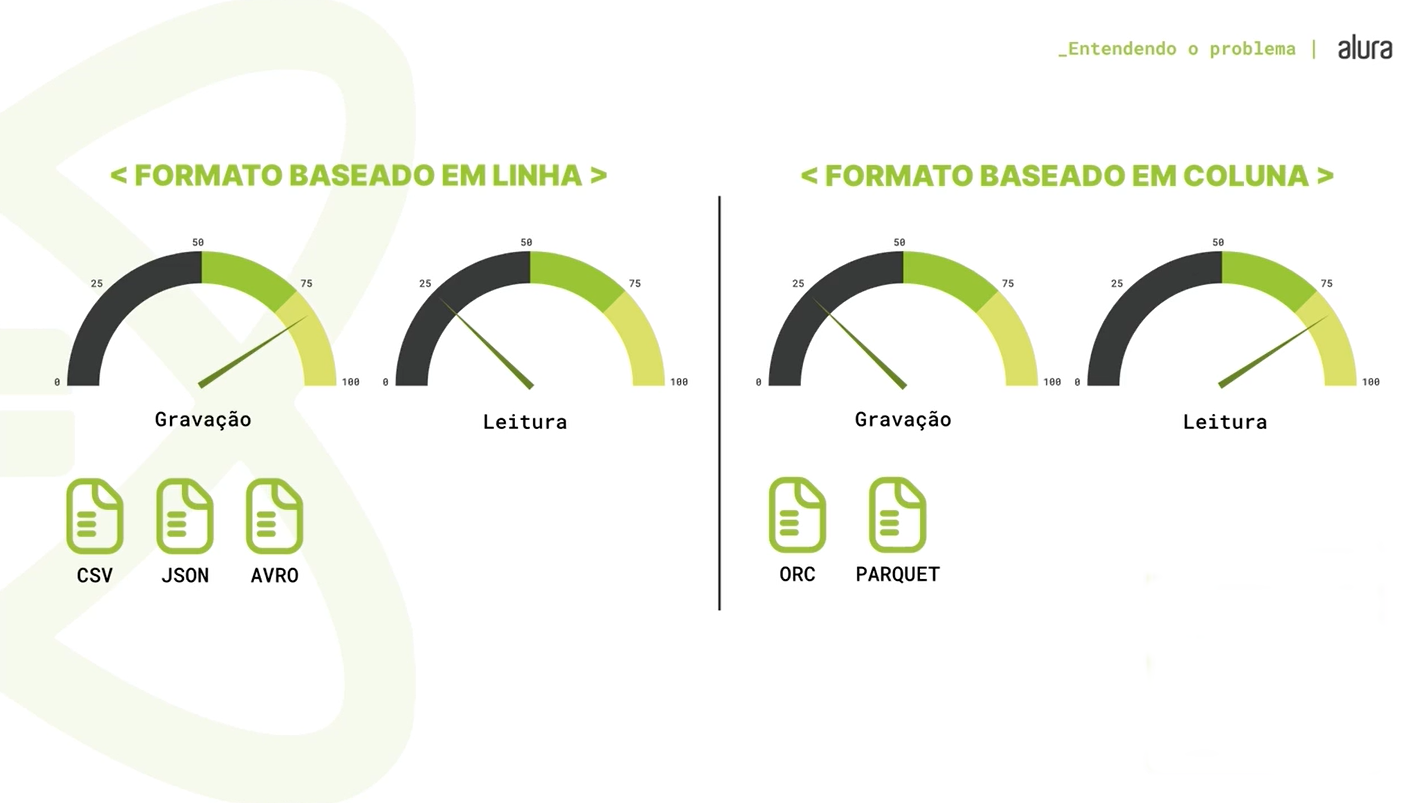 _Entendendo o problema | alura
< FORMATO BASEADO EM LINHA >
50
25
75
0
100
Gravação
50
25
75
0
100
Leitura
CSV
JSON
AVRO
< FORMATO BASEADO EM COLUNA >
50
25
75
0
100
Gravação
50
25
75
0
100
Leitura
ORC
PARQUET